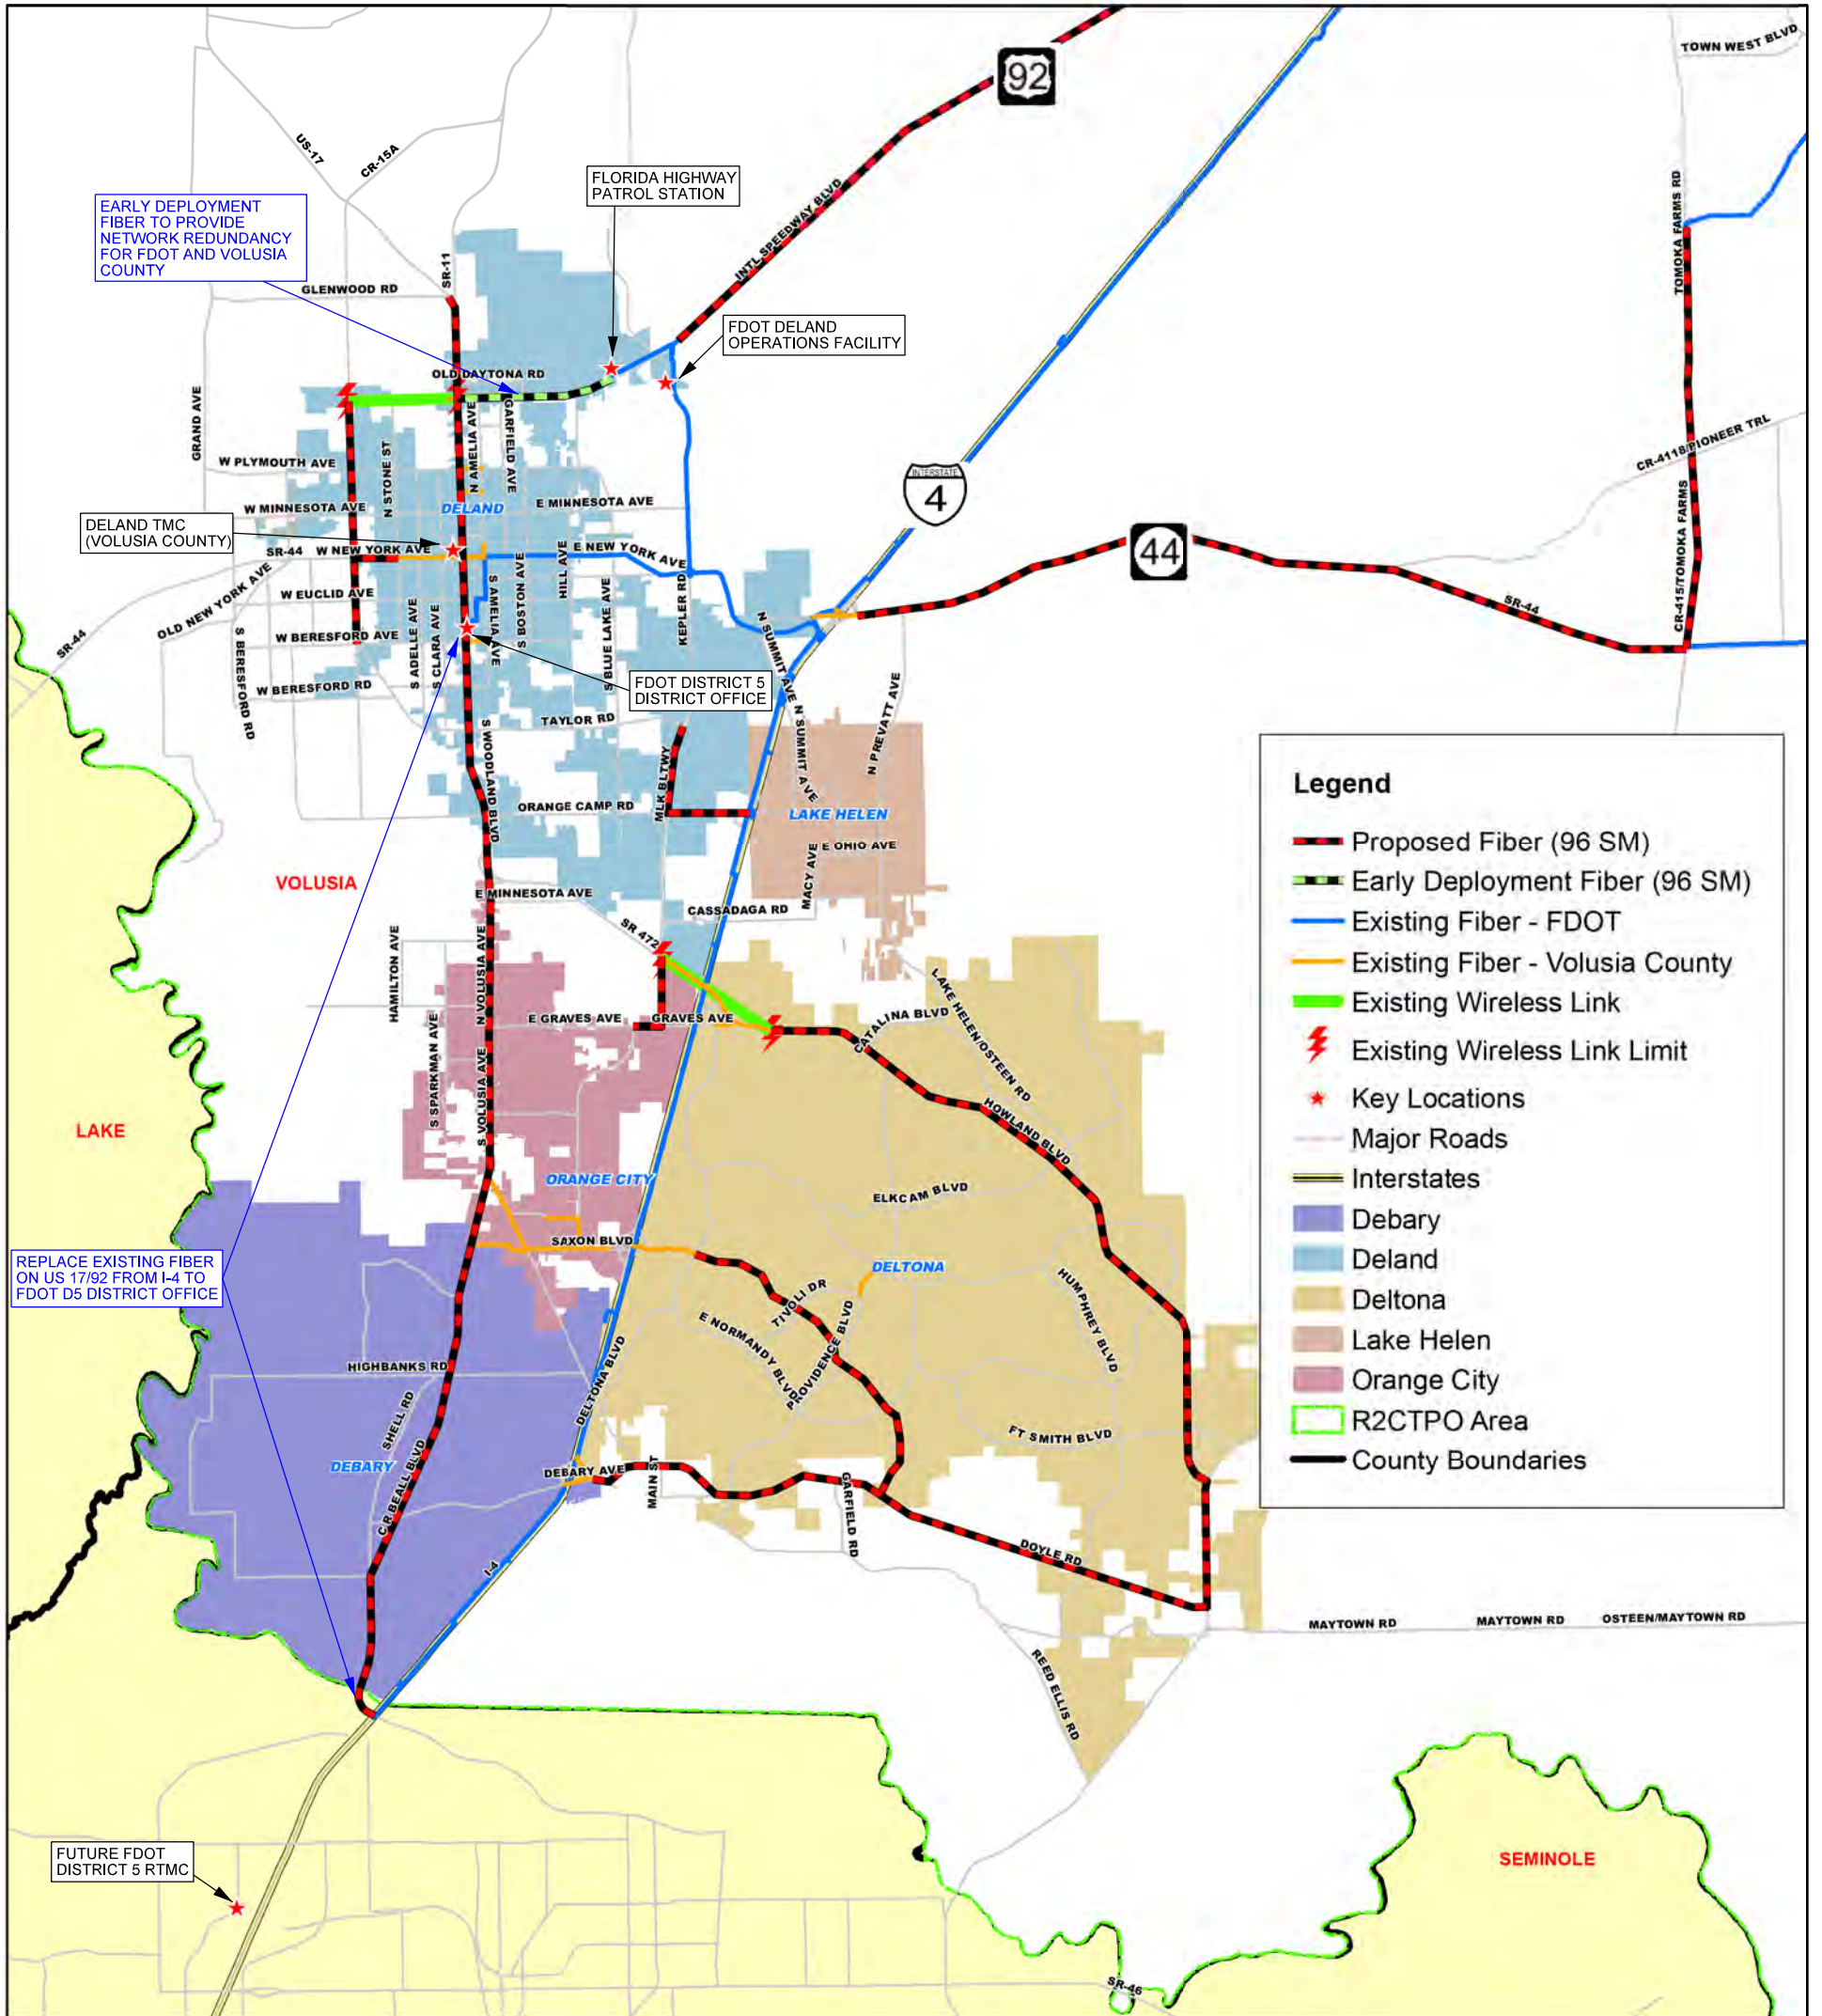 TOWN WEST BLVD
92
US-17
CR-15A
FLORIDA HIGHWAY
PATROL STATION
EARLY DEPLOYMENT
FIBER TO PROVIDE
NETWORK REDUNDANCY
FOR FDOT AND VOLUSIA
COUNTY
INTL SPEEDWAY BLVD
TOMOKA FARMS RD
SR-11
GLENWOOD RD
FDOT DELAND
OPERATIONS FACILITY
OLD DAYTONA RD
GRAND AVE
N AMELIA AVE
GARFIELD AVE
N STONE ST
W PLYMOUTH AVE
CR-4118 PIONEER TRL
INTERSTATE
4
W MINNESOTA AVE
DELAND
E MINNESOTA AVE
DELAND TMC
(VOLUSIA COUNTY)
SR-44
W NEW YORK AVE
E NEW YORK AVE
44
OLD NEW YORK AVE
W EUCLID AVE
S AMELIA AVE
S BOSTON AVE
HILL AVE
S BLUE LAKE AVE
KEPLER RD
CR-415/TOMOKA FARMS
SR-44
SR-44
S BERESFORD RD
W BERESFORD AVE
S ADELLE AVE
S CLARA AVE
N SUMMIT AVE
FDOT DISTRICT 5
DISTRICT OFFICE
W BERESFORD RD
N SUMMIT AVE
N PREVATT AVE
TAYLOR RD
S WOODLAND BLVD
MLK BLTWY
ORANGE CAMP RD
LAKE HELEN
E OHIO AVE
MACY AVE
VOLUSIA
E MINNESOTA AVE
CASSADAGA RD
SR 472
HAMILTON AVE
N VOLUSIA AVE
E GRAVES AVE
GRAVES AVE
LAKE HELEN/OSTEEN RD
CATALINA BLVD
S SPARKMAN AVE
S VOLUSIA AVE
HOWLAND BLVD
LAKE
ORANGE CITY
ELKCAM BLVD
SAXON BLVD
DELTONA
REPLACE EXISTING FIBER
ON US 17/92 FROM I-4 TO
FDOT D5 DISTRICT OFFICE
TIVOLI DR
HUMPHREY BLVD
E NORMANDY BLVD
PROVIDENCE BLVD
HIGHBANKS RD
DELTONA BLVD
SHELL RD
FT SMITH BLVD
DEBARY
DEBARY AVE
MAIN ST
C R BEALL BLVD
GARFIELD RD
DOYLE RD
I-4
MAYTOWN RD
MAYTOWN RD
OSTEEN/MAYTOWN RD
REED ELLIS RD
FUTURE FDOT
DISTRICT 5 RTMC
SEMINOLE
SR-46
Legend
Proposed Fiber (96 SM)
Early Deployment Fiber (96 SM)
Existing Fiber - FDOT
Existing Fiber - Volusia County
Existing Wireless Link
Existing Wireless Link Limit
Key Locations
Major Roads
Interstates
Debary
Deland
Deltona
Lake Helen
Orange City
R2CTPO Area
County Boundaries